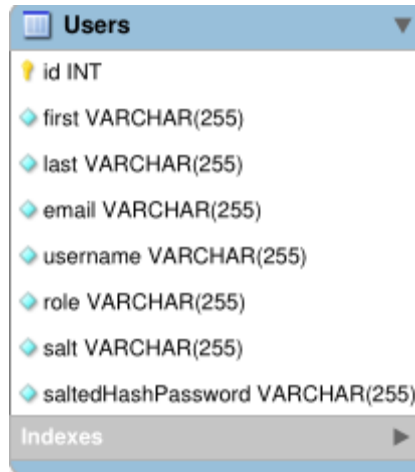 Users
id INT
first VARCHAR(255)
last VARCHAR(255)
email VARCHAR(255)
username VARCHAR(255)
role VARCHAR(255)
salt VARCHAR(255)
saltedHashPassword VARCHAR(255)
Indexes